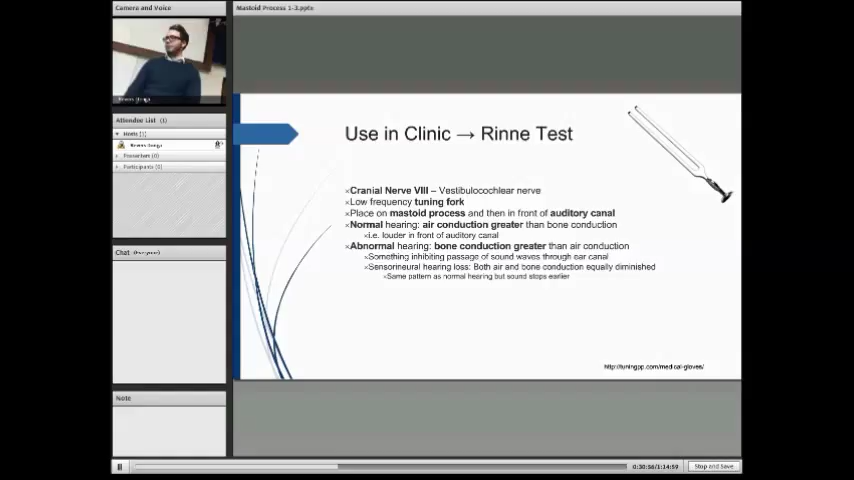 Camera and Voice
Mastoid Process 1-3.pptx
Attendee List (1)
Hosts (1)
Presenters (0)
Participants (0)
Chat (Everyone)
Note
Use in Clinic → Rinne Test
×Cranial Nerve VIII – Vestibulocochlear nerve
×Low frequency tuning fork
×Place on mastoid process and then in front of auditory canal
×Normal hearing: air conduction greater than bone conduction
×i.e. louder in front of auditory canal
×Abnormal hearing: bone conduction greater than air conduction
×Something inhibiting passage of sound waves through ear canal
×Sensorineural hearing loss: Both air and bone conduction equally diminished
×Same pattern as normal hearing but sound stops earlier
http://tuningpp.com/medical-gloves/
0:30:56/1:14:59
Stop and Save